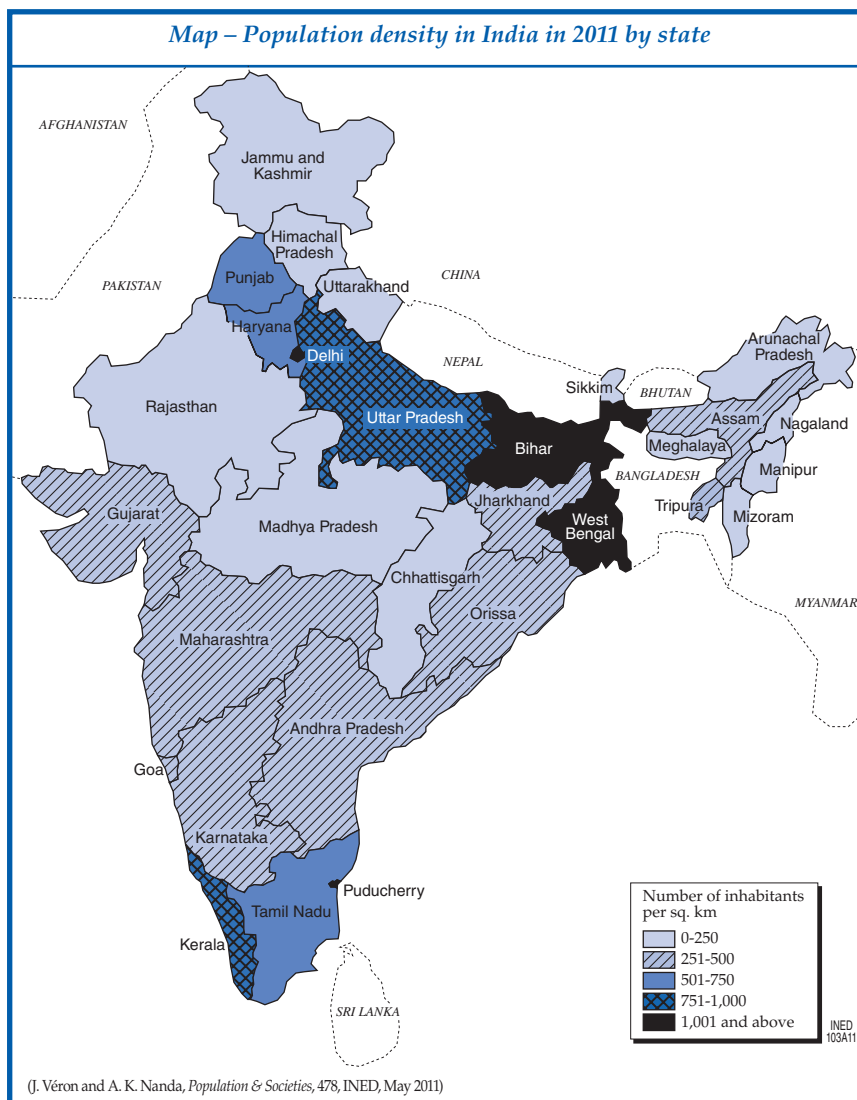 Map – Population density in India in 2011 by state
AFGHANISTAN
Jammu and
Kashmir
Himachal
Pradesh
CHINA
Punjab
PAKISTAN
Uttarakhand
Haryana
Delhi
NEPAL
Arunachal
Pradesh
Sikkim
BHUTAN
Rajasthan
Uttar Pradesh
Assam
Nagaland
Bihar
Meghalaya
Manipur
BANGLADESH
Jharkhand
Tripura
Gujarat
West
Bengal
Mizoram
Madhya Pradesh
Chhattisgarh
MYANMAR
Orissa
Maharashtra
Andhra Pradesh
Goa
Karnataka
Puducherry
Tamil Nadu
Kerala
SRI LANKA
Number of inhabitants
per sq. km
0-250
251-500
501-750
751-1,000
1,001 and above
INED
103A11
(J. Véron and A. K. Nanda, Population & Societies, 478, INED, May 2011)